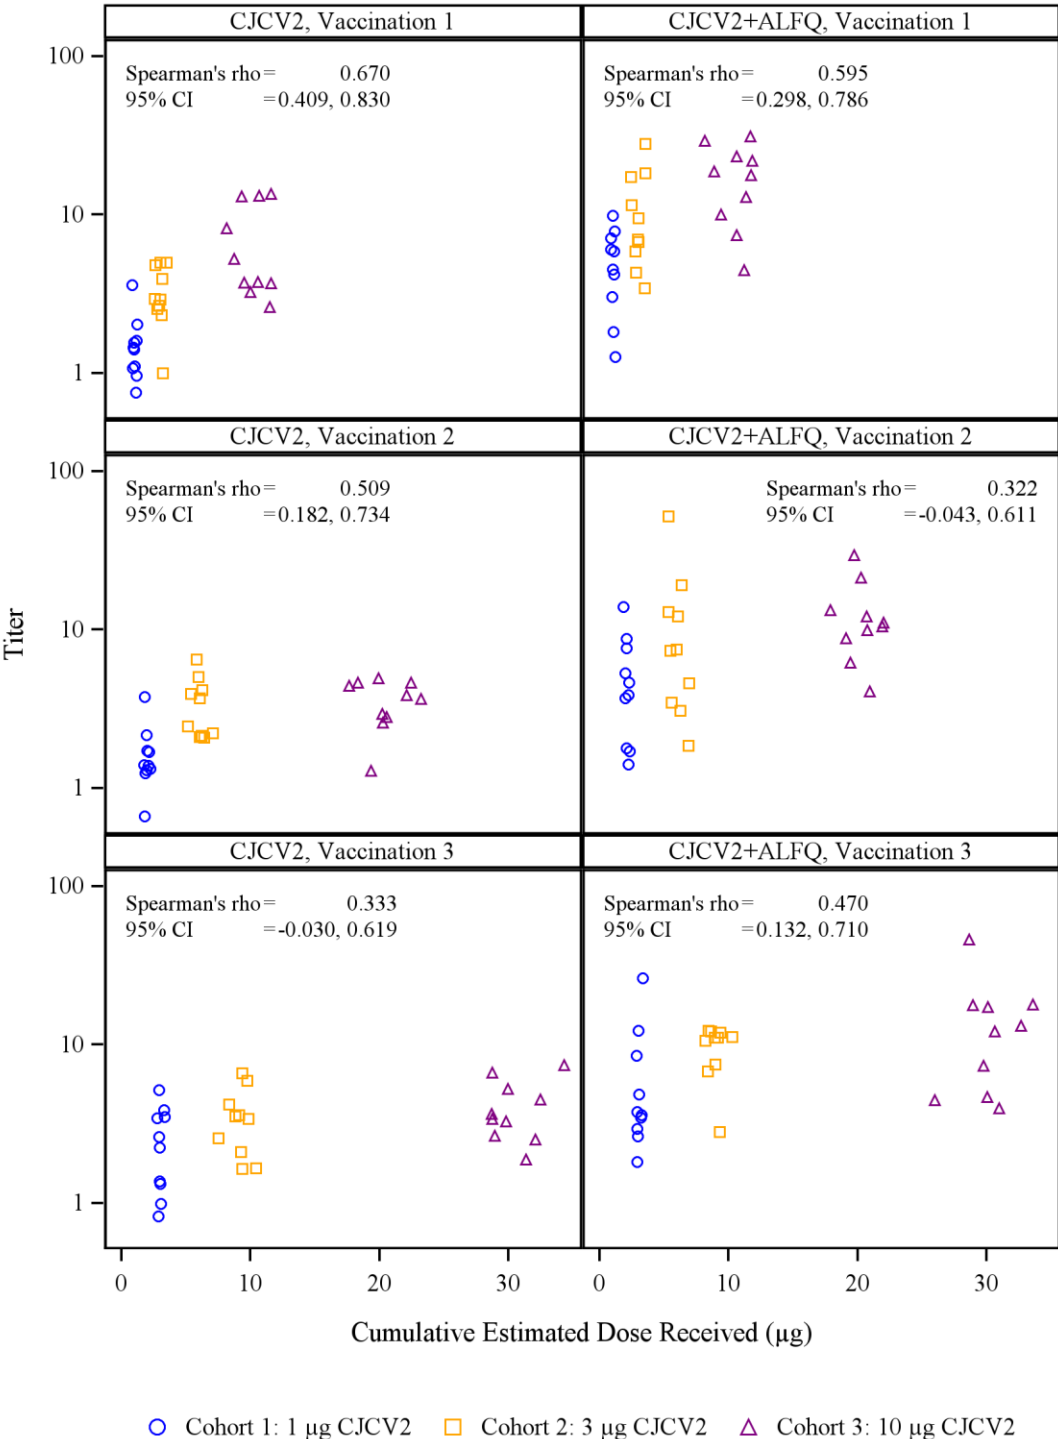 CJCV2, Vaccination 1
CJCV2+ALFQ, Vaccination 1
100
10
1
Spearman's rho = 0.670
95% CI = 0.409, 0.830
Spearman's rho = 0.595
95% CI = 0.298, 0.786
CJCV2, Vaccination 2
CJCV2+ALFQ, Vaccination 2
100
10
1
Spearman's rho = 0.509
95% CI = 0.182, 0.734
Spearman's rho = 0.322
95% CI = -0.043, 0.611
Titer
CJCV2, Vaccination 3
CJCV2+ALFQ, Vaccination 3
100
10
1
Spearman's rho = 0.333
95% CI = -0.030, 0.619
Spearman's rho = 0.470
95% CI = 0.132, 0.710
0 10 20 30 0 10 20 30
Cumulative Estimated Dose Received (µg)
Cohort 1: 1 µg CJCV2 Cohort 2: 3 µg CJCV2 Cohort 3: 10 µg CJCV2